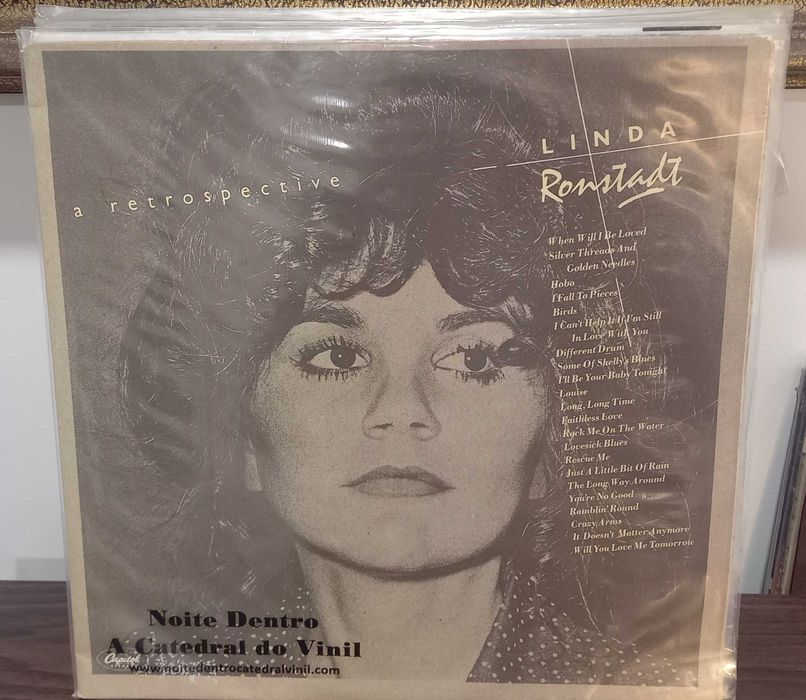 a retrospective
LINDA
Ronstadt
When Will I Be Loved
Silver Threads And
Golden Needles
Hobo
I Fall To Pieces
Birds
I Can't Help It If I'm Still
In Love With You
Different Drum
Some Of Shelly's Blues
I'll Be Your Baby Tonight
Louise
Long, Long Time
Faithless Love
Rock Me On The Water
Lovesick Blues
Rescue Me
Just A Little Bit Of Rain
The Long Way Around
You're No Good
Ramblin' Round
Crazy Arms
It Doesn't Matter Anymore
Will You Love Me Tomorrow
Noite Dentro
A Catedral do Vinil
Capitol
www.noitedentrocatedralvinil.com